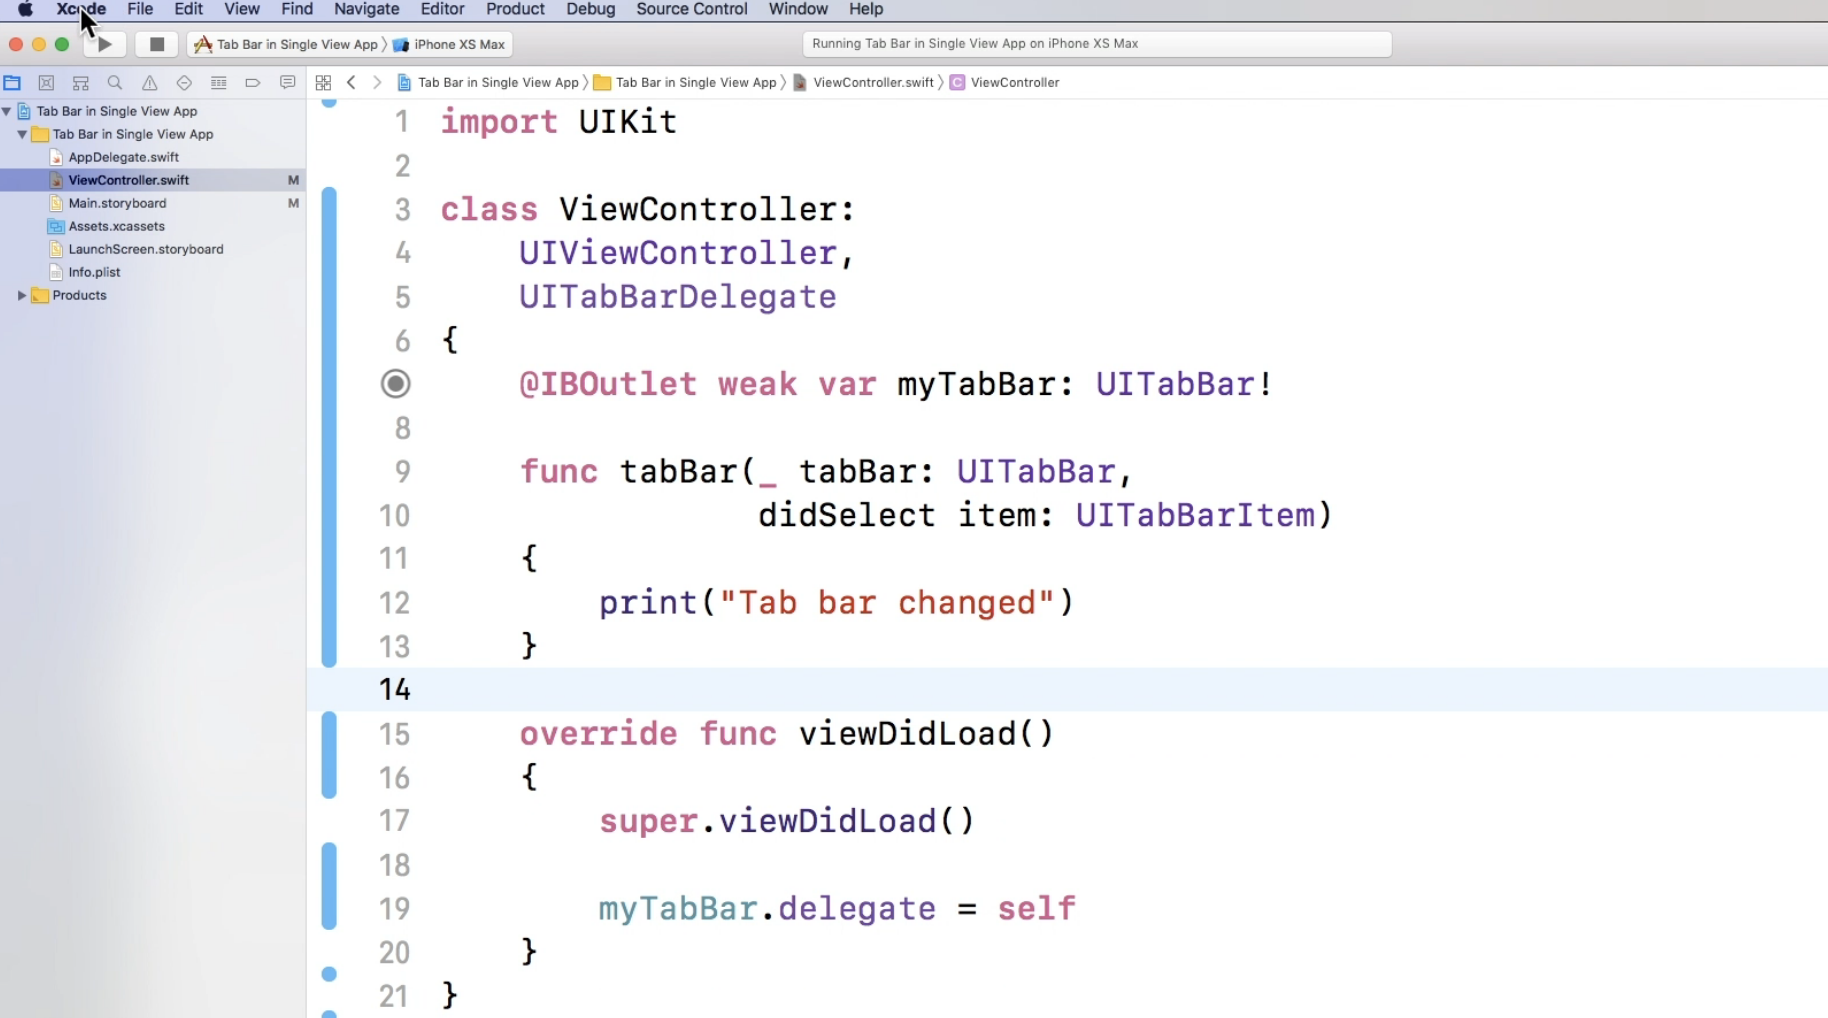 Xcode File Edit View Find Navigate Editor Product Debug Source Control Window Help
Tab Bar in Single View App iPhone XS Max Running Tab Bar in Single View App on iPhone XS Max
Tab Bar in Single View App Tab Bar in Single View App ViewController.swift C ViewController
Tab Bar in Single View App
Tab Bar in Single View App
AppDelegate.swift
ViewController.swift M
Main.storyboard M
Assets.xcassets
LaunchScreen.storyboard
Info.plist
Products
1 import UIKit
2
3 class ViewController:
4 UIViewController,
5 UITabBarDelegate
6 {
@IBOutlet weak var myTabBar: UITabBar!
8
9 func tabBar(_ tabBar: UITabBar,
10 didSelect item: UITabBarItem)
11 {
12 print("Tab bar changed")
13 }
14
15 override func viewDidLoad()
16 {
17 super.viewDidLoad()
18
19 myTabBar.delegate = self
20 }
21 }